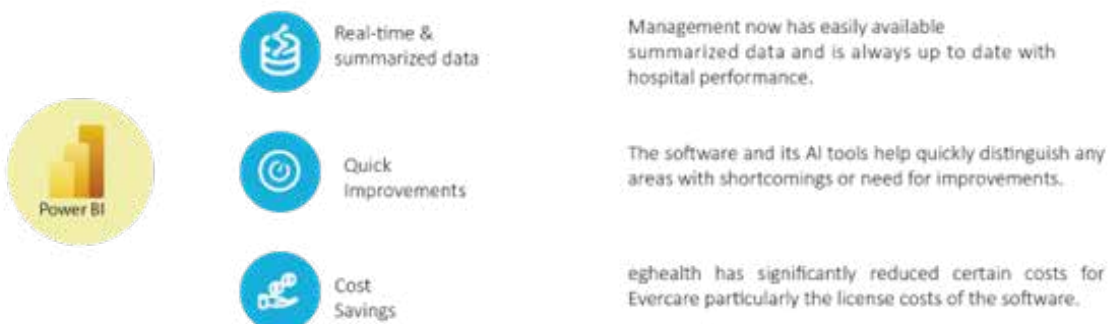 Real-time &
summarized data
Management now has easily available
summarized data and is always up to date with
hospital performance.
Power BI
Quick
Improvements
The software and its AI tools help quickly distinguish any
areas with shortcomings or need for improvements.
Cost
Savings
eghealth has significantly reduced certain costs for
Evercare particularly the license costs of the software.